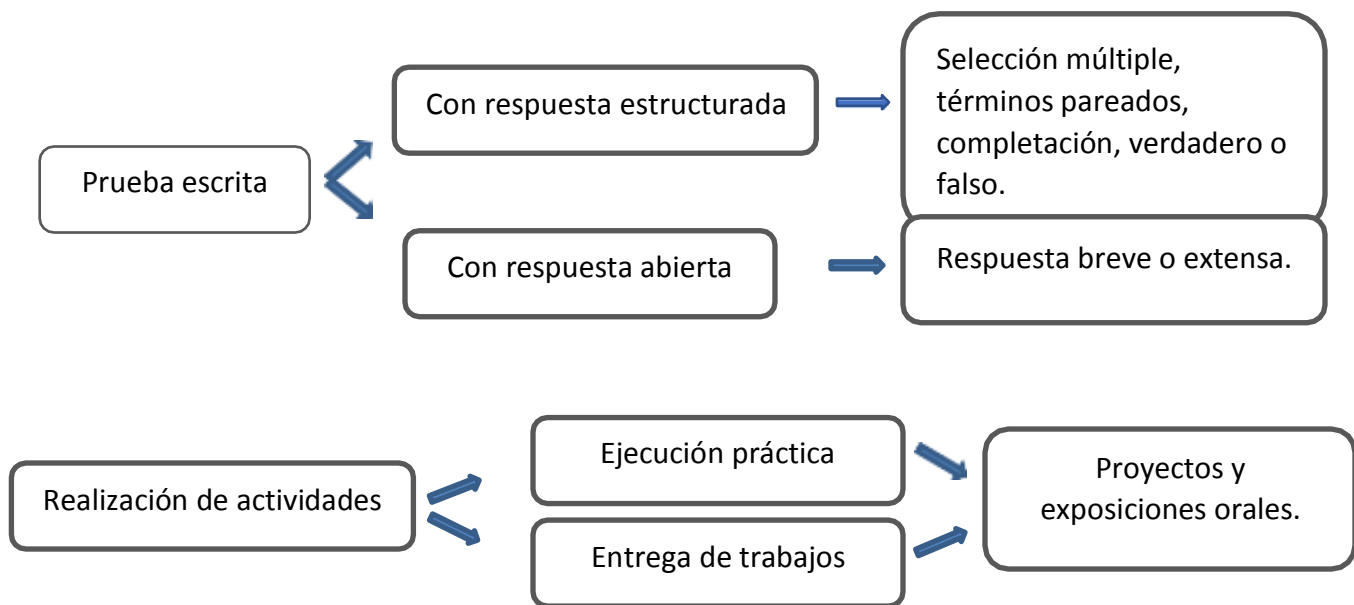 Prueba escrita
Con respuesta estructurada
Selección múltiple,
términos pareados,
completación, verdadero o
falso.
Con respuesta abierta
Respuesta breve o extensa.
Realización de actividades
Ejecución práctica
Entrega de trabajos
Proyectos y
exposiciones orales.